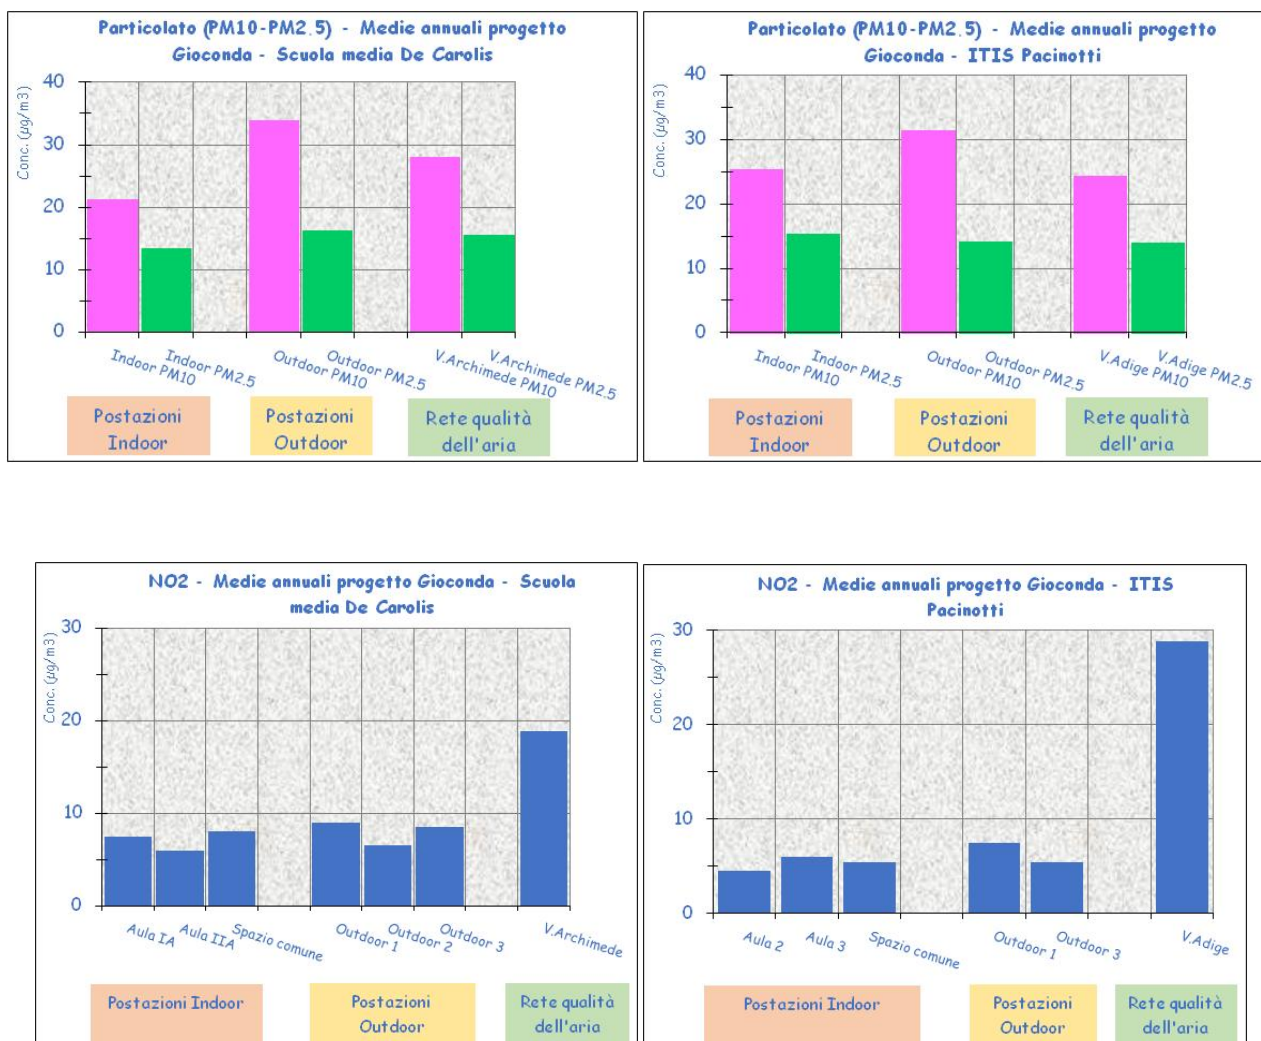 Particolato (PM10-PM2.5) - Medie annuali progetto
Gioconda - Scuola media De Carolis
Conc. (µg/m3)
40
30
20
10
0
Indoor PM10
Indoor PM2.5
Outdoor PM10
Outdoor PM2.5
V.Archimede PM10
V.Archimede PM2.5
Postazioni
Indoor
Postazioni
Outdoor
Rete qualità
dell'aria
Particolato (PM10-PM2.5) - Medie annuali progetto
Gioconda - ITIS Pacinotti
Conc. (µg/m3)
40
30
20
10
0
Indoor PM10
Indoor PM2.5
Outdoor PM10
Outdoor PM2.5
V.Adige PM10
V.Adige PM2.5
Postazioni
Indoor
Postazioni
Outdoor
Rete qualità
dell'aria
NO2 - Medie annuali progetto Gioconda - Scuola
media De Carolis
Conc. (µg/m3)
30
20
10
0
Aula IA
Aula IIA
Spazio comune
Outdoor 1
Outdoor 2
Outdoor 3
V.Archimede
Postazioni Indoor
Postazioni
Outdoor
Rete qualità
dell'aria
NO2 - Medie annuali progetto Gioconda - ITIS
Pacinotti
Conc. (µg/m3)
30
20
10
0
Aula 2
Aula 3
Spazio comune
Outdoor 1
Outdoor 3
V.Adige
Postazioni Indoor
Postazioni
Outdoor
Rete qualità
dell'aria